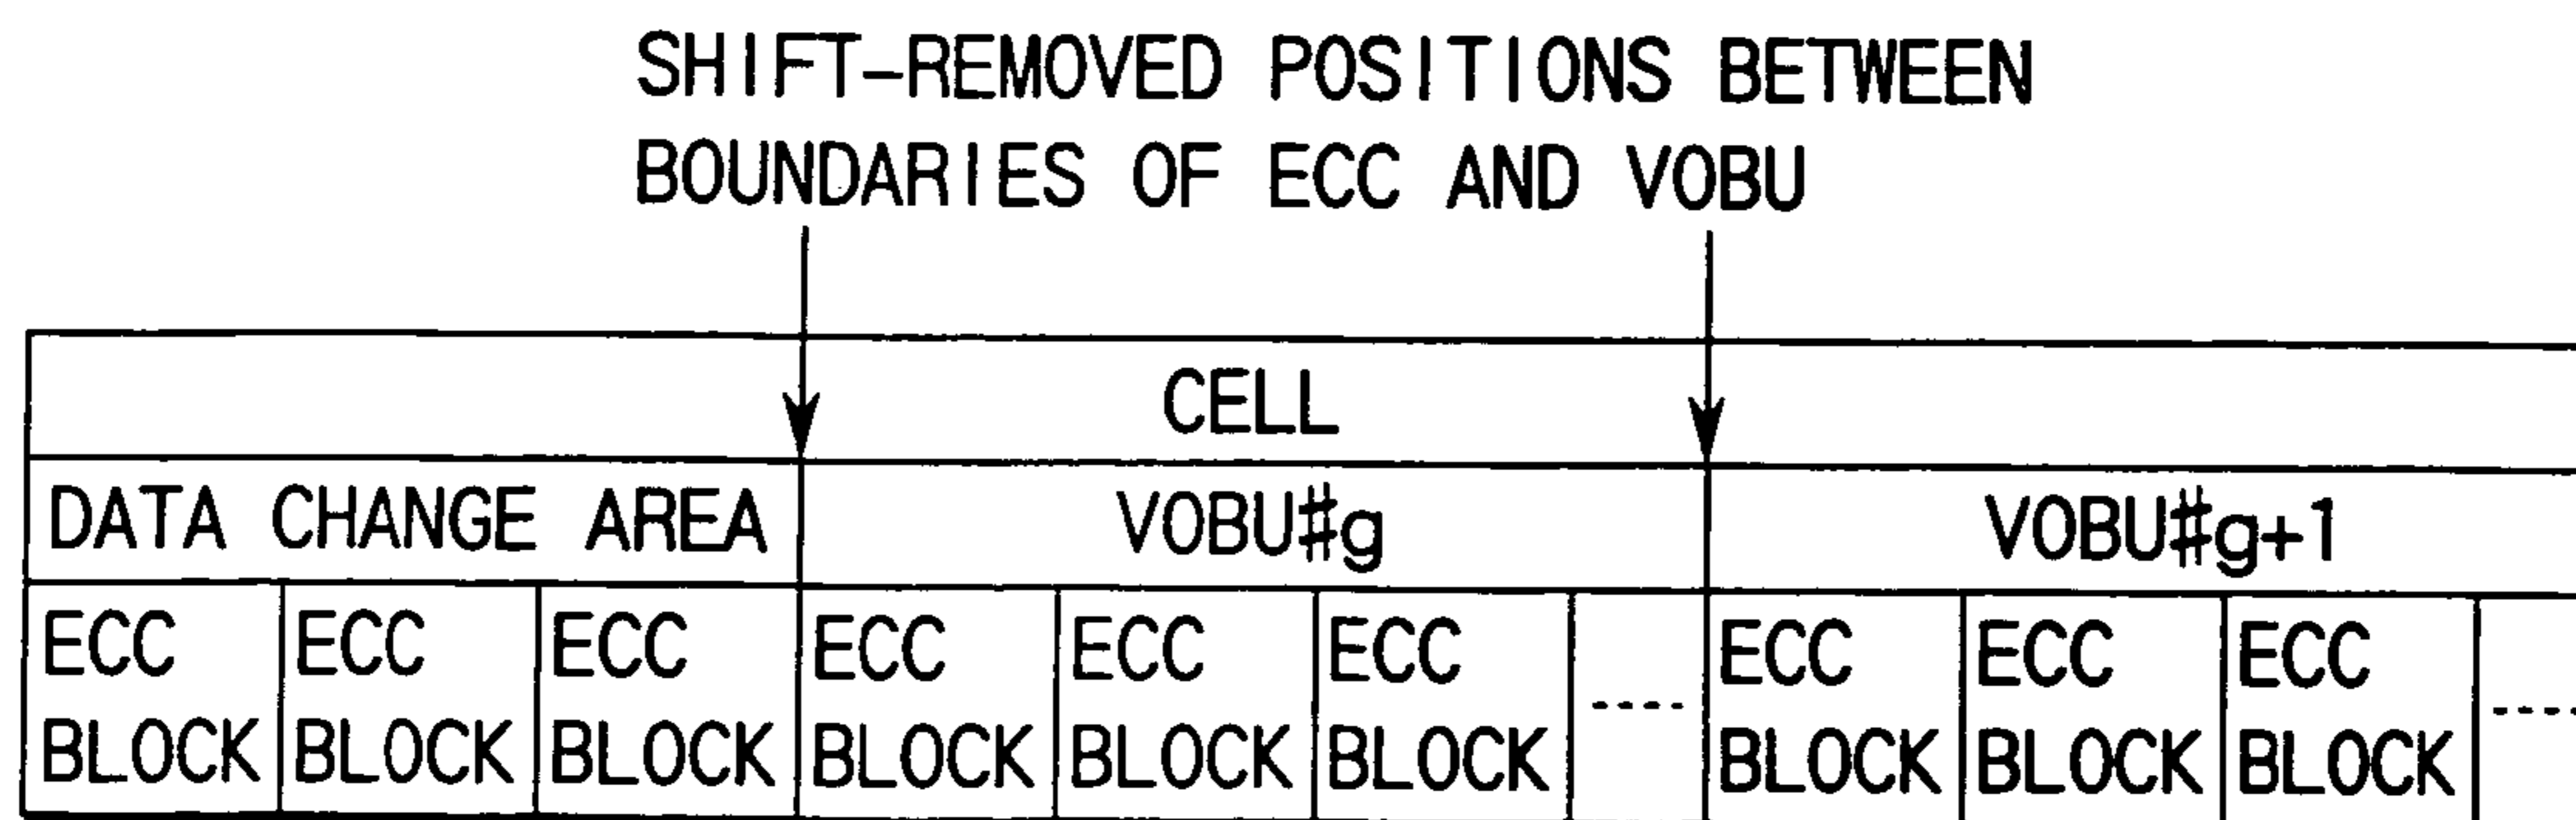 SHIFT-REMOVED POSITIONS BETWEEN
BOUNDARIES OF ECC AND VOBU
CELL
DATA CHANGE AREA VOBU#g VOBU#g+1
ECC ECC ECC ECC ECC ECC ECC ECC ECC
BLOCK BLOCK BLOCK BLOCK BLOCK BLOCK ---- BLOCK BLOCK BLOCK ----